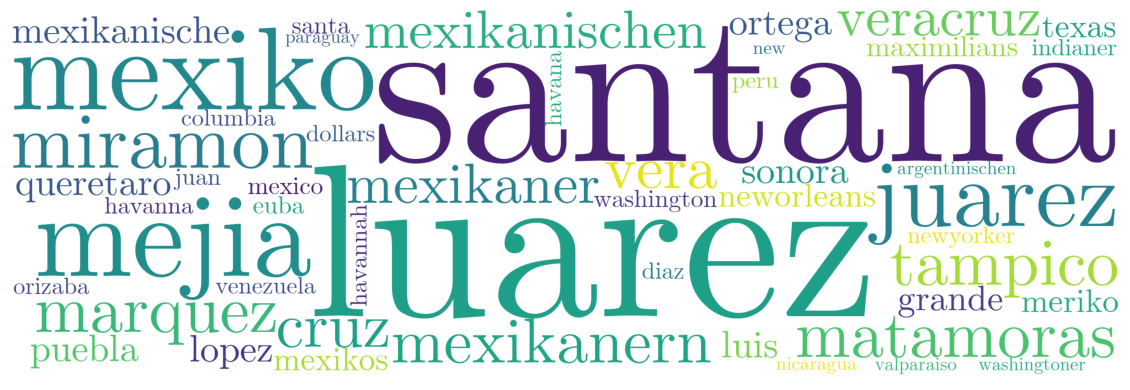 mexikanische
santa
paraguay
mexikanischen
ortega
new
veracruz
texas
maximilians
indianer
mexiko
santana
havana
peru
columbia
miramon
dollars
queretaro
juan
mexico
havanna
euba
mexikaner
vera
washington
sonora
neworleans
argentinischen
juarez
newyorker
mejia
luarez
havannah
diaz
tampico
orizaba
venezuela
grande
meriko
marquez
cruz
puebla
lopez
mexikos
mexikanern
luis
matamoras
nicaragua
valparaiso
washingtoner